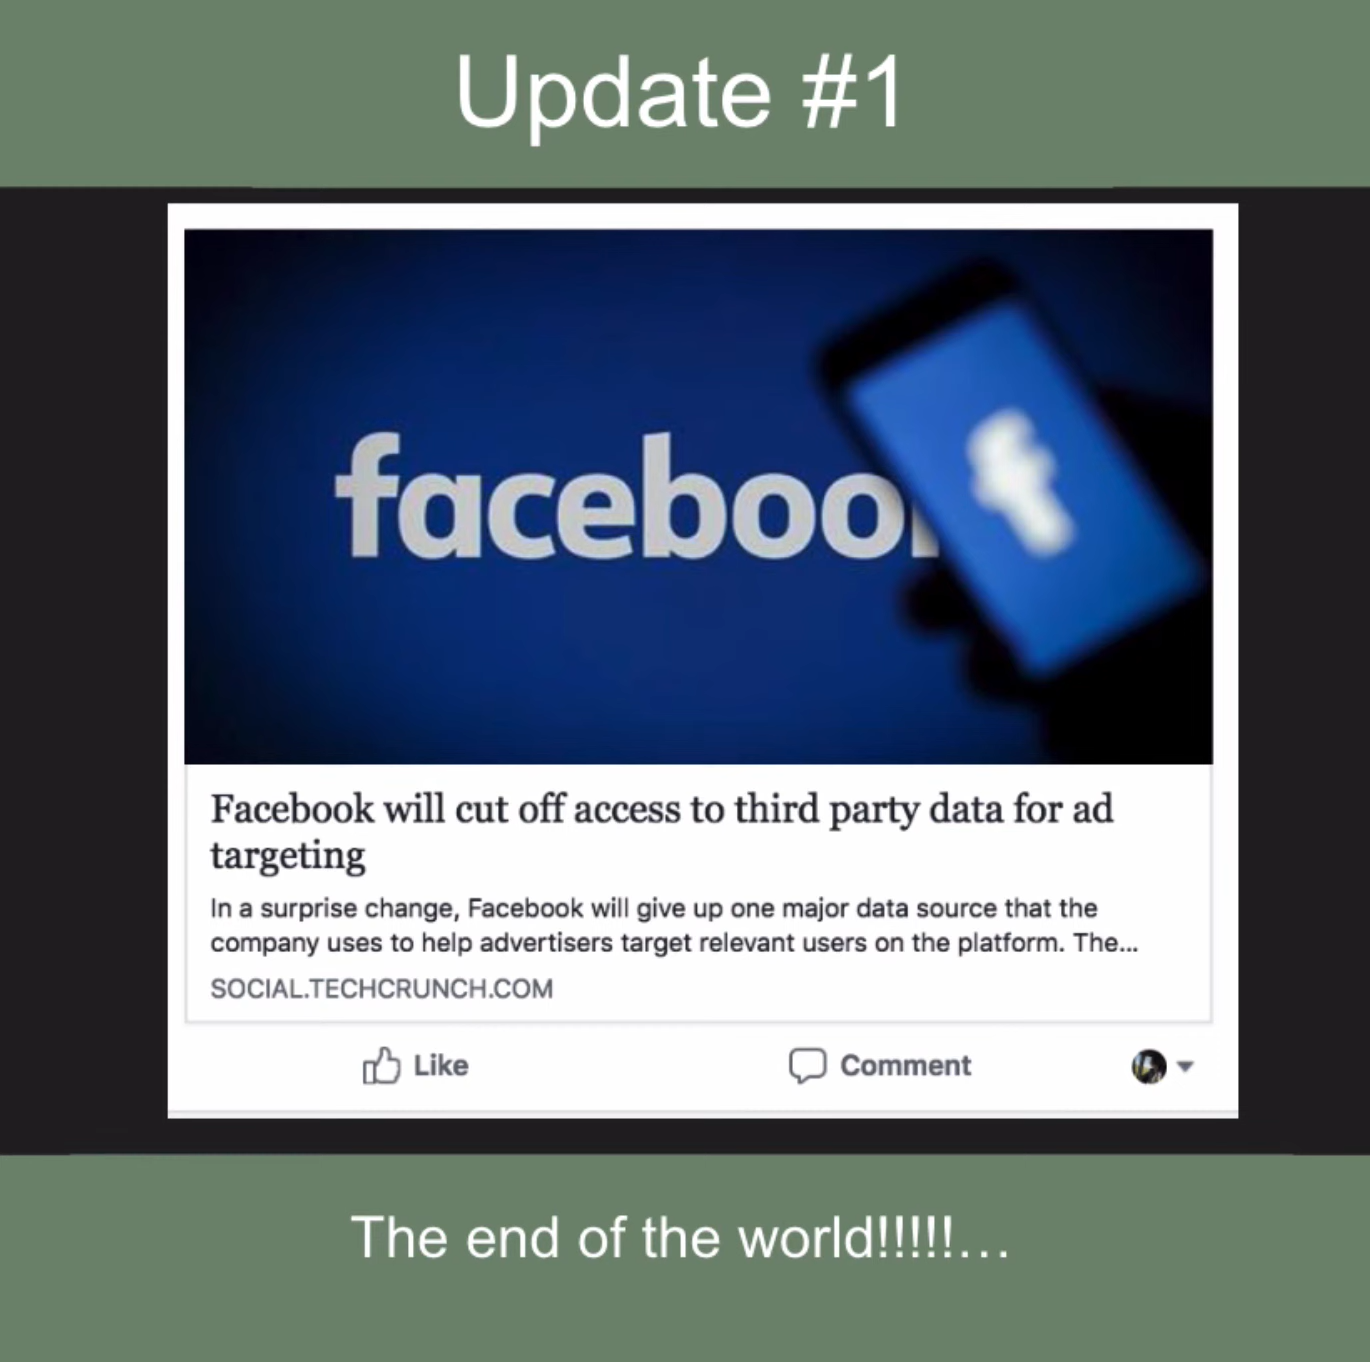 Update #1
faceboo
f
Facebook will cut off access to third party data for ad
targeting
In a surprise change, Facebook will give up one major data source that the
company uses to help advertisers target relevant users on the platform. The...
SOCIAL.TECHCRUNCH.COM
Like
Comment
The end of the world!!!!!...